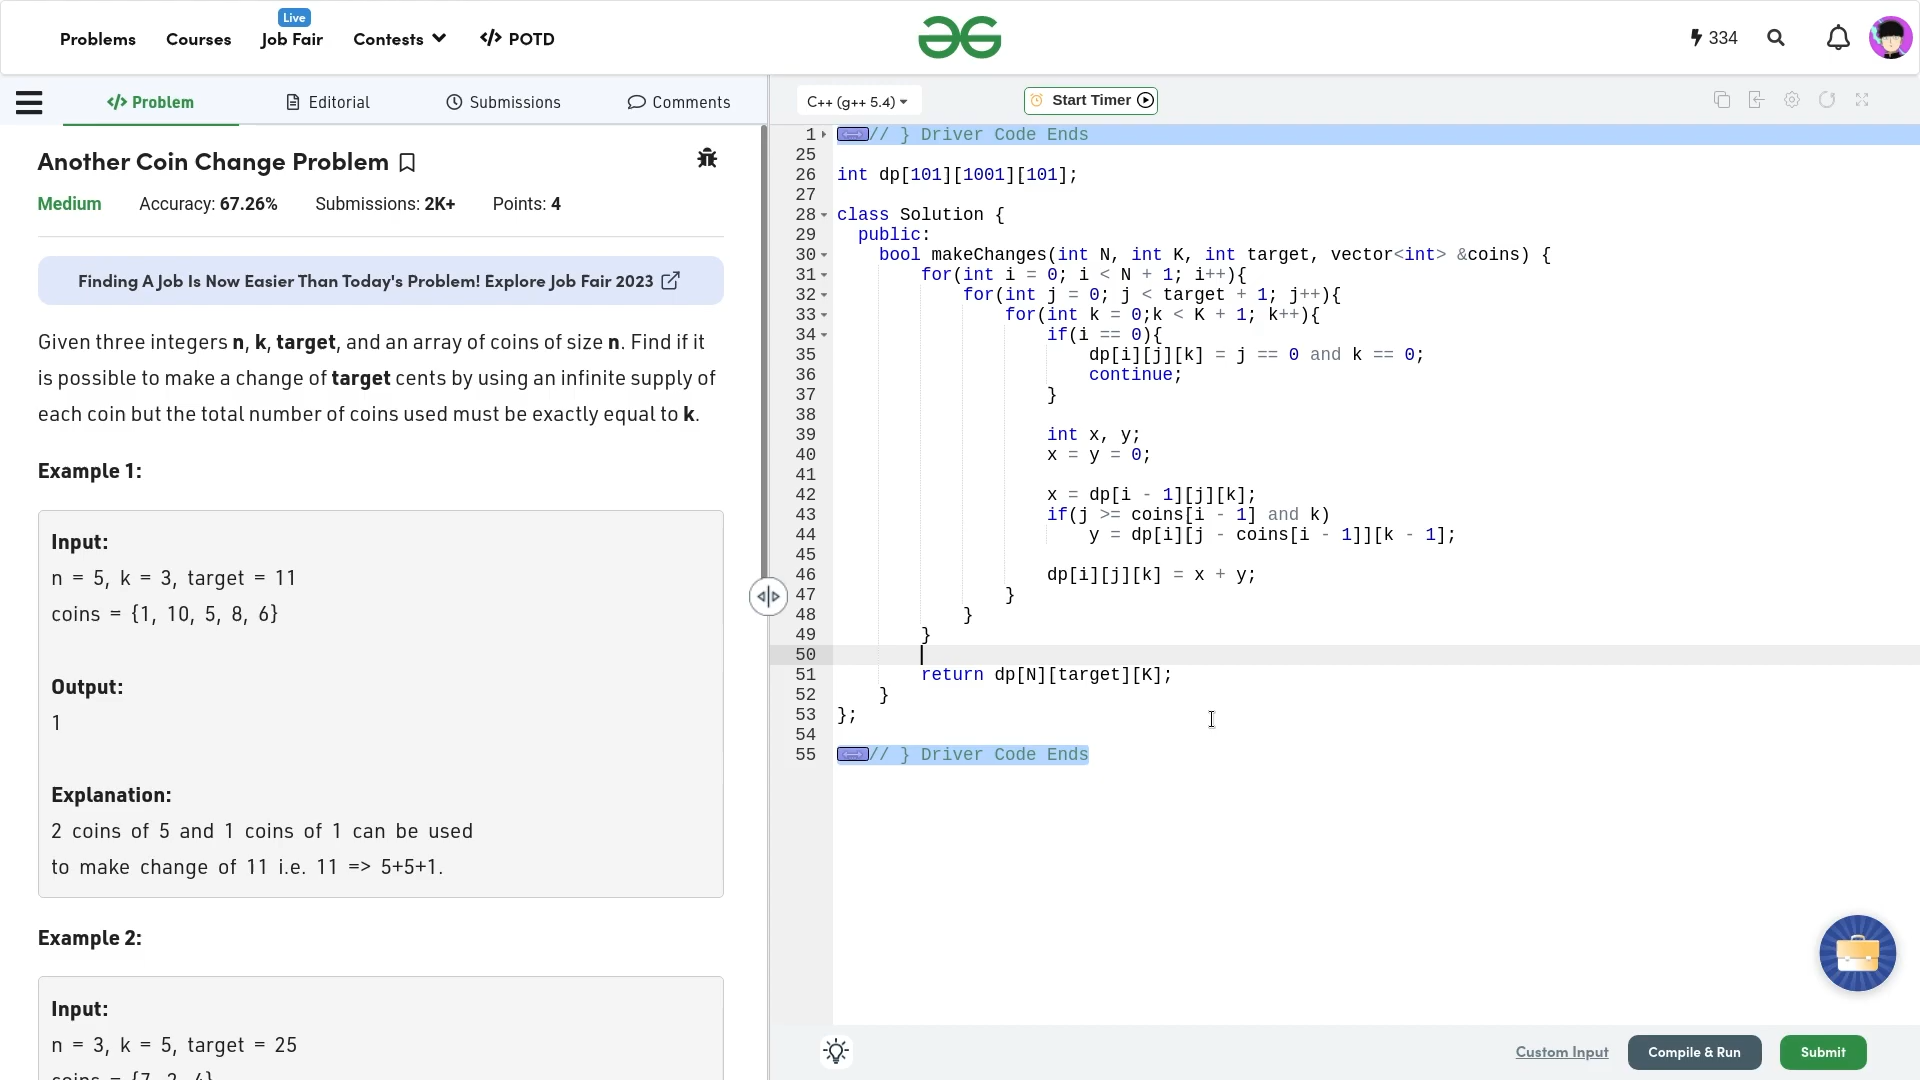 Live
Problems Courses Job Fair Contests </> POTD
334
</> Problem Editorial Submissions Comments
C++ (g++ 5.4) Start Timer
Another Coin Change Problem
Medium Accuracy: 67.26% Submissions: 2K+ Points: 4
Finding A Job Is Now Easier Than Today's Problem! Explore Job Fair 2023
Given three integers n, k, target, and an array of coins of size n. Find if it
is possible to make a change of target cents by using an infinite supply of
each coin but the total number of coins used must be exactly equal to k.
Example 1:
Input:
n = 5, k = 3, target = 11
coins = {1, 10, 5, 8, 6}
Output:
1
Explanation:
2 coins of 5 and 1 coins of 1 can be used
to make change of 11 i.e. 11 => 5+5+1.
Example 2:
Input:
n = 3, k = 5, target = 25
coins = {7, 2, 4}
1 // } Driver Code Ends
25
26 int dp[101][1001][101];
27
28 class Solution {
29 public:
30 bool makeChanges(int N, int K, int target, vector<int> &coins) {
31 for(int i = 0; i < N + 1; i++){
32 for(int j = 0; j < target + 1; j++){
33 for(int k = 0;k < K + 1; k++){
34 if(i == 0){
35 dp[i][j][k] = j == 0 and k == 0;
36 continue;
37 }
38
39 int x, y;
40 x = y = 0;
41
42 x = dp[i - 1][j][k];
43 if(j >= coins[i - 1] and k)
44 y = dp[i][j - coins[i - 1]][k - 1];
45
46 dp[i][j][k] = x + y;
47 }
48 }
49 }
50
51 return dp[N][target][K];
52 }
53 };
54
55 // } Driver Code Ends
Custom Input Compile & Run Submit